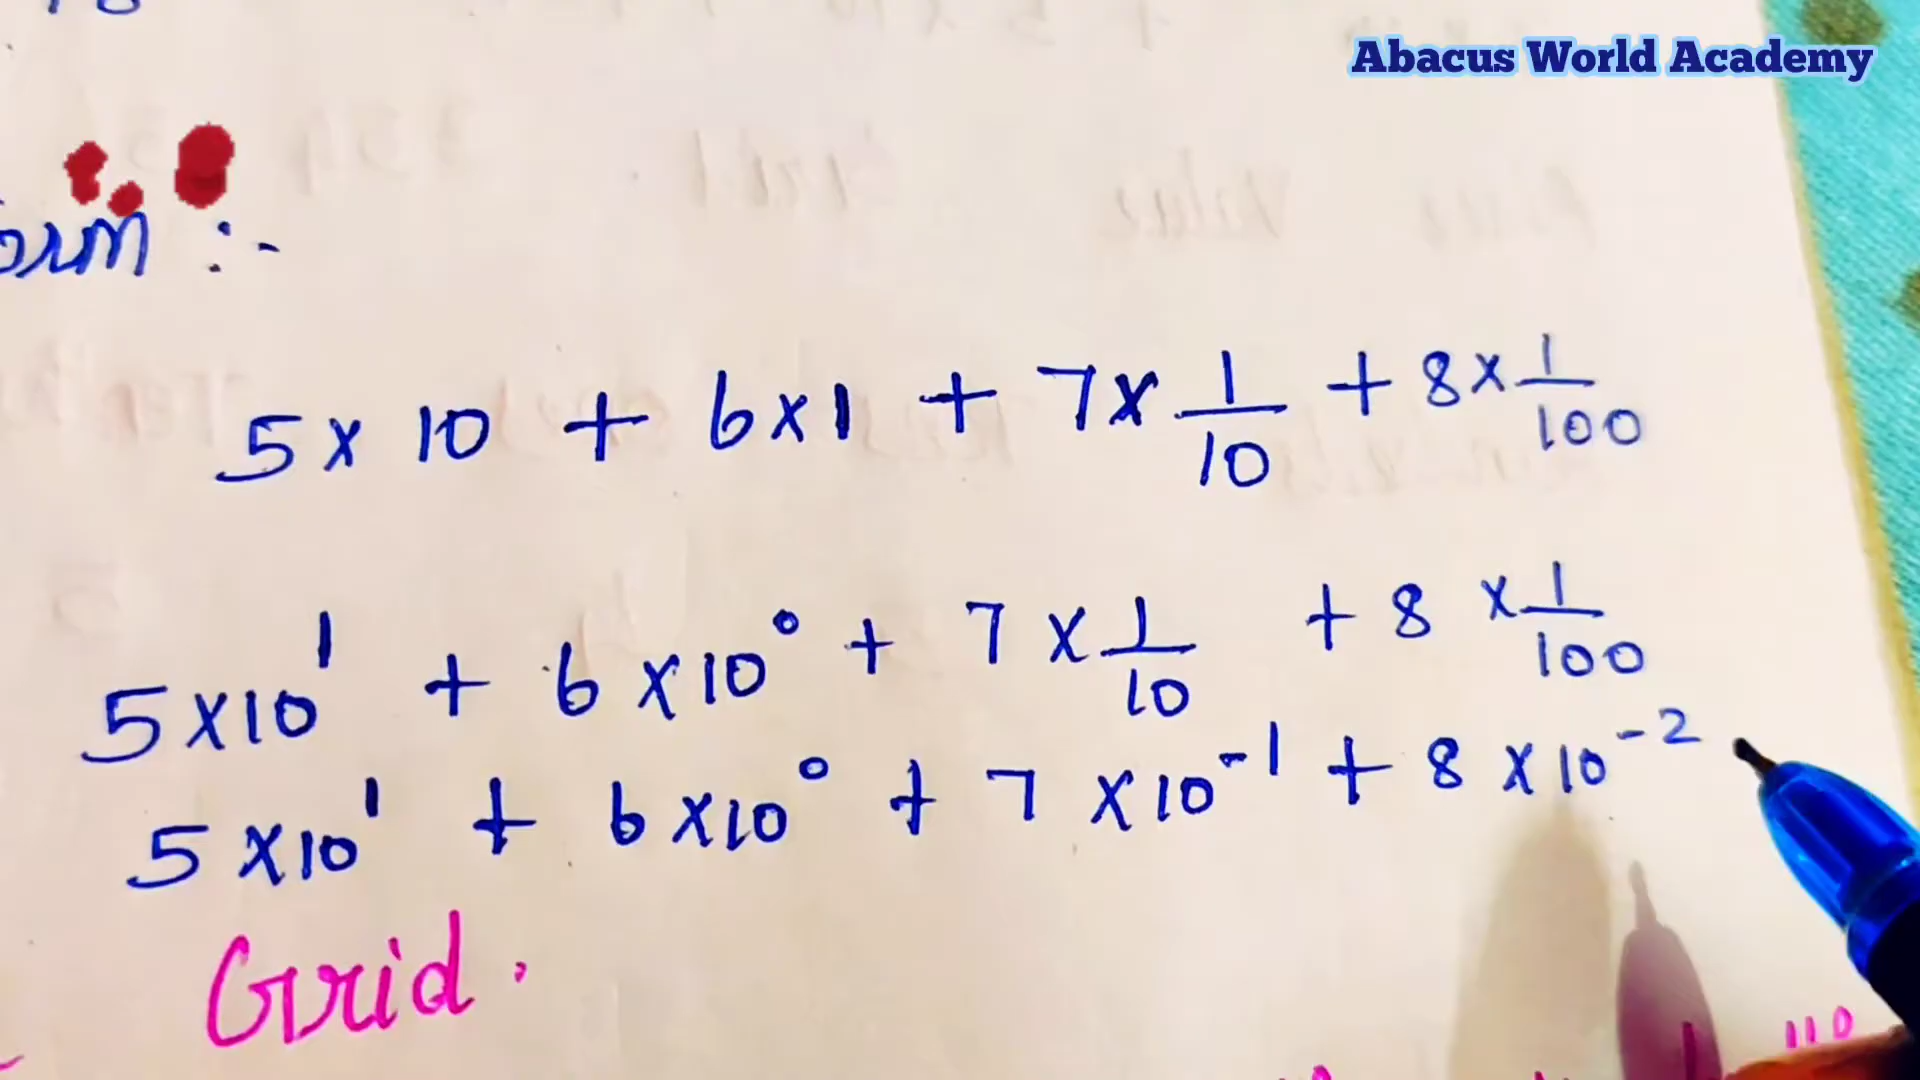 Abacus World Academy
orm :-
5 × 10 + 6 × 1 + 7 × 1/10 + 8 × 1/100
5 × 10¹ + 6 × 10⁰ + 7 × 1/10 + 8 × 1/100
5 × 10¹ + 6 × 10⁰ + 7 × 10⁻¹ + 8 × 10⁻²
Grid.